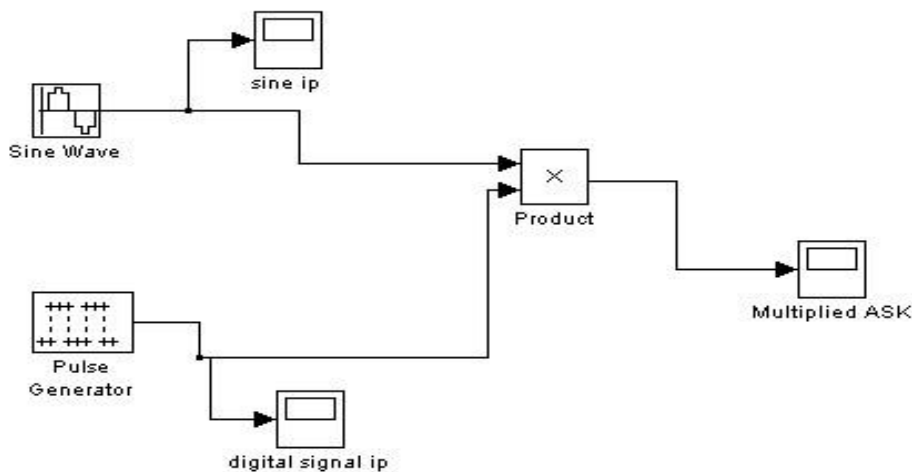 sine ip
Sine Wave
Product
Multiplied ASK
Pulse
Generator
digital signal ip